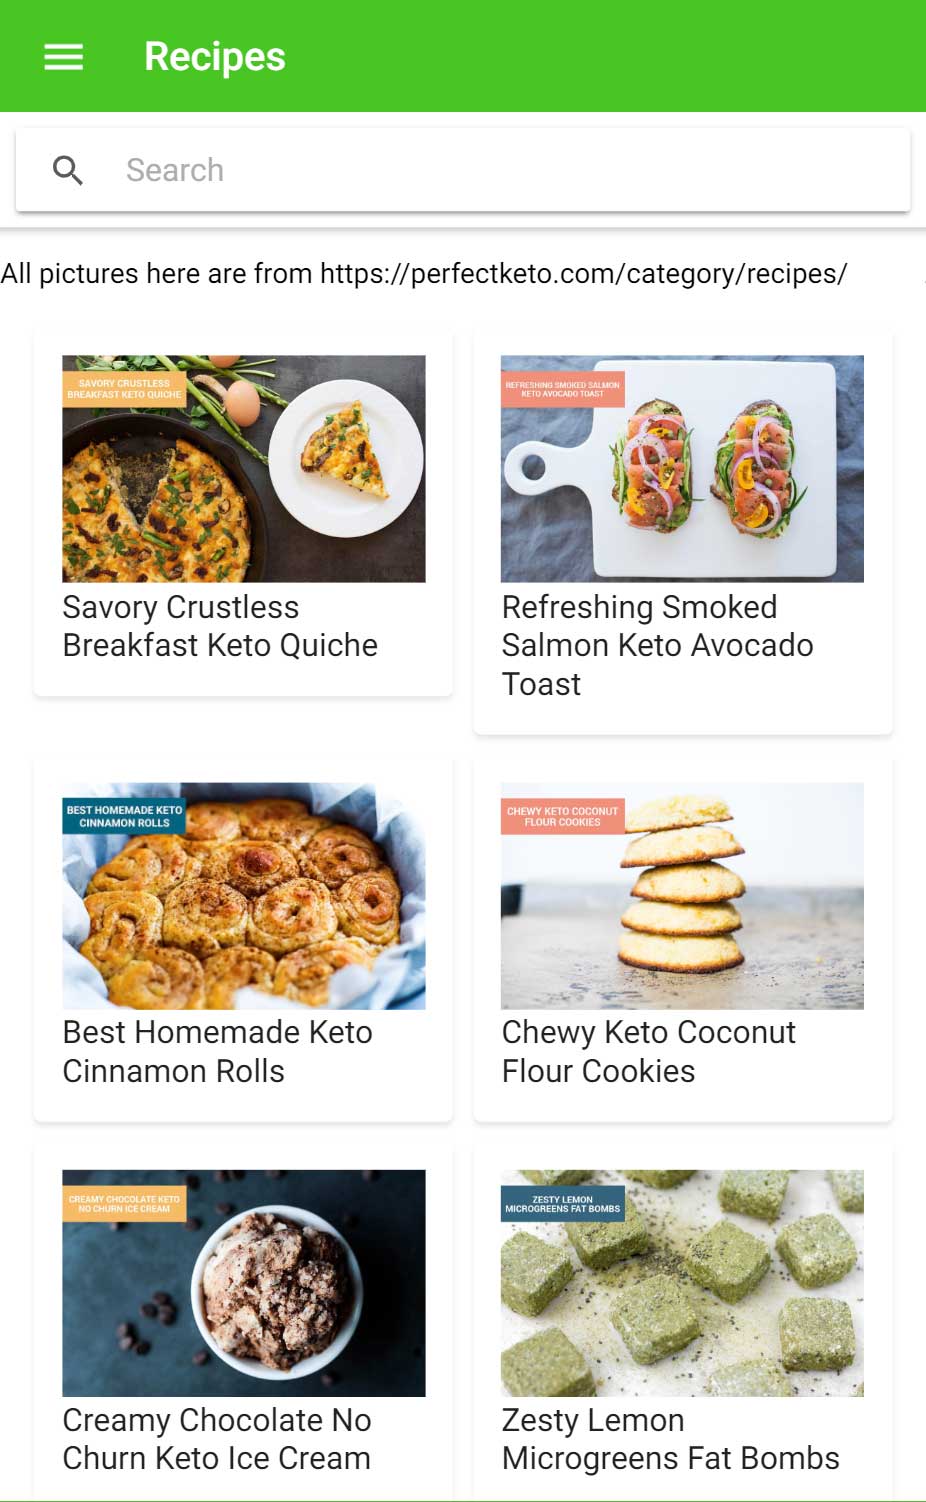 Recipes
Search
All pictures here are from https://perfectketo.com/category/recipes/
SAVORY CRUSTLESS
BREAKFAST KETO QUICHE
Savory Crustless
Breakfast Keto Quiche
REFRESHING SMOKED SALMON
KETO AVOCADO TOAST
Refreshing Smoked
Salmon Keto Avocado
Toast
BEST HOMEMADE KETO
CINNAMON ROLLS
Best Homemade Keto
Cinnamon Rolls
CHEWY KETO COCONUT
FLOUR COOKIES
Chewy Keto Coconut
Flour Cookies
CREAMY CHOCOLATE KETO
NO CHURN ICE CREAM
Creamy Chocolate No
Churn Keto Ice Cream
ZESTY LEMON
MICROGREENS FAT BOMBS
Zesty Lemon
Microgreens Fat Bombs